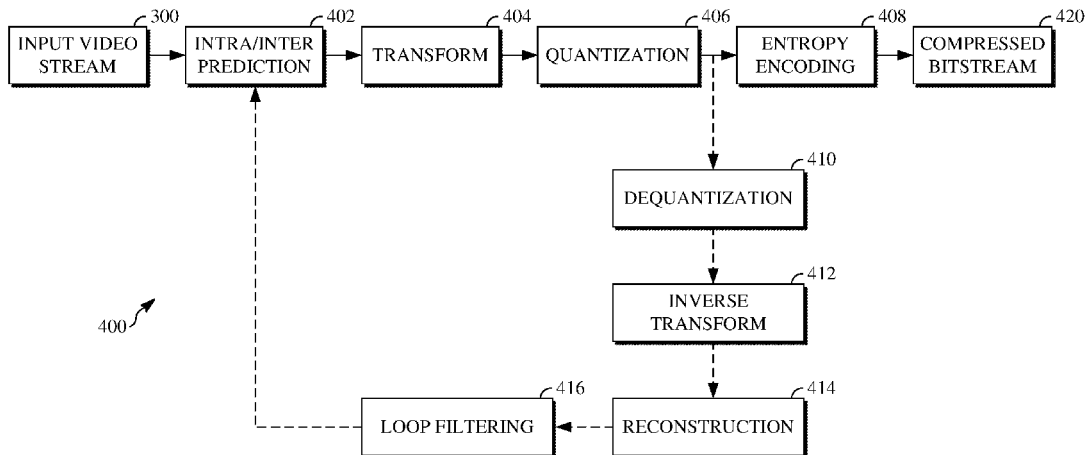 300
402
404
406
408
420
INPUT VIDEO
STREAM
INTRA/INTER
PREDICTION
TRANSFORM
QUANTIZATION
ENTROPY
ENCODING
COMPRESSED
BITSTREAM
410
DEQUANTIZATION
412
INVERSE
TRANSFORM
400
416
414
LOOP FILTERING
RECONSTRUCTION